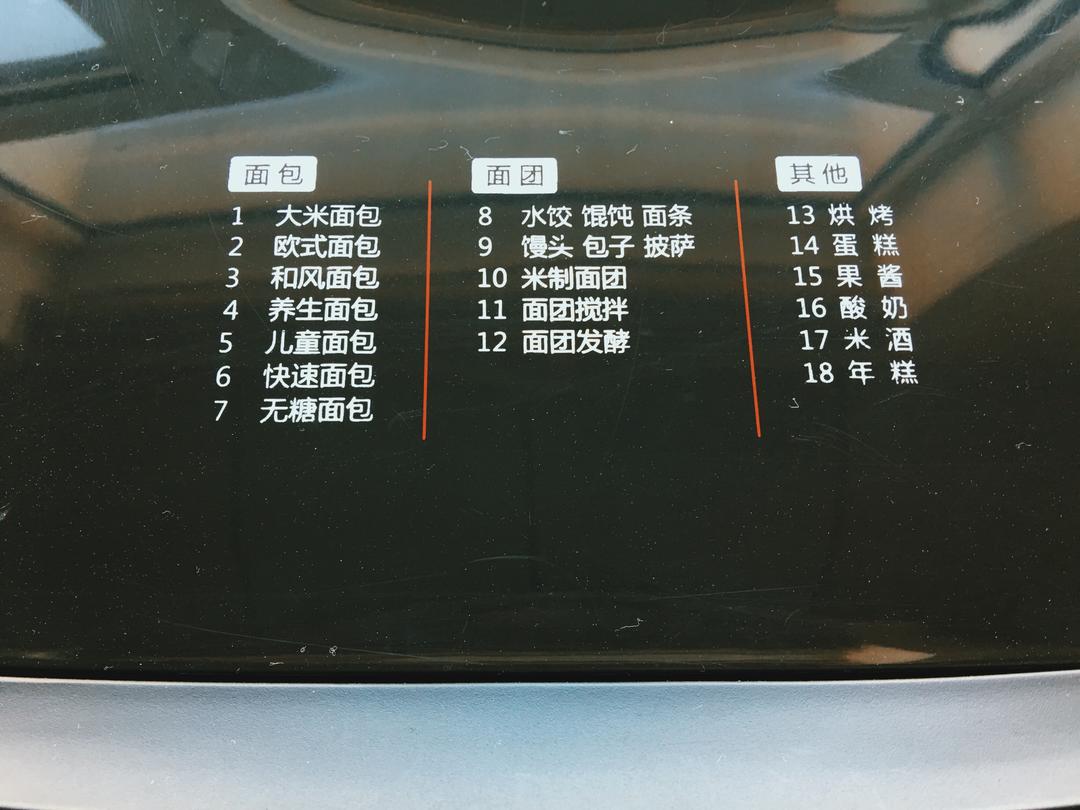 面包
1 大米面包
2 欧式面包
3 和风面包
4 养生面包
5 儿童面包
6 快速面包
7 无糖面包
面团
8 水饺 馄饨 面条
9 馒头 包子 披萨
10 米制面团
11 面团搅拌
12 面团发酵
其他
13 烘 烤
14 蛋 糕
15 果 酱
16 酸 奶
17 米 酒
18 年 糕